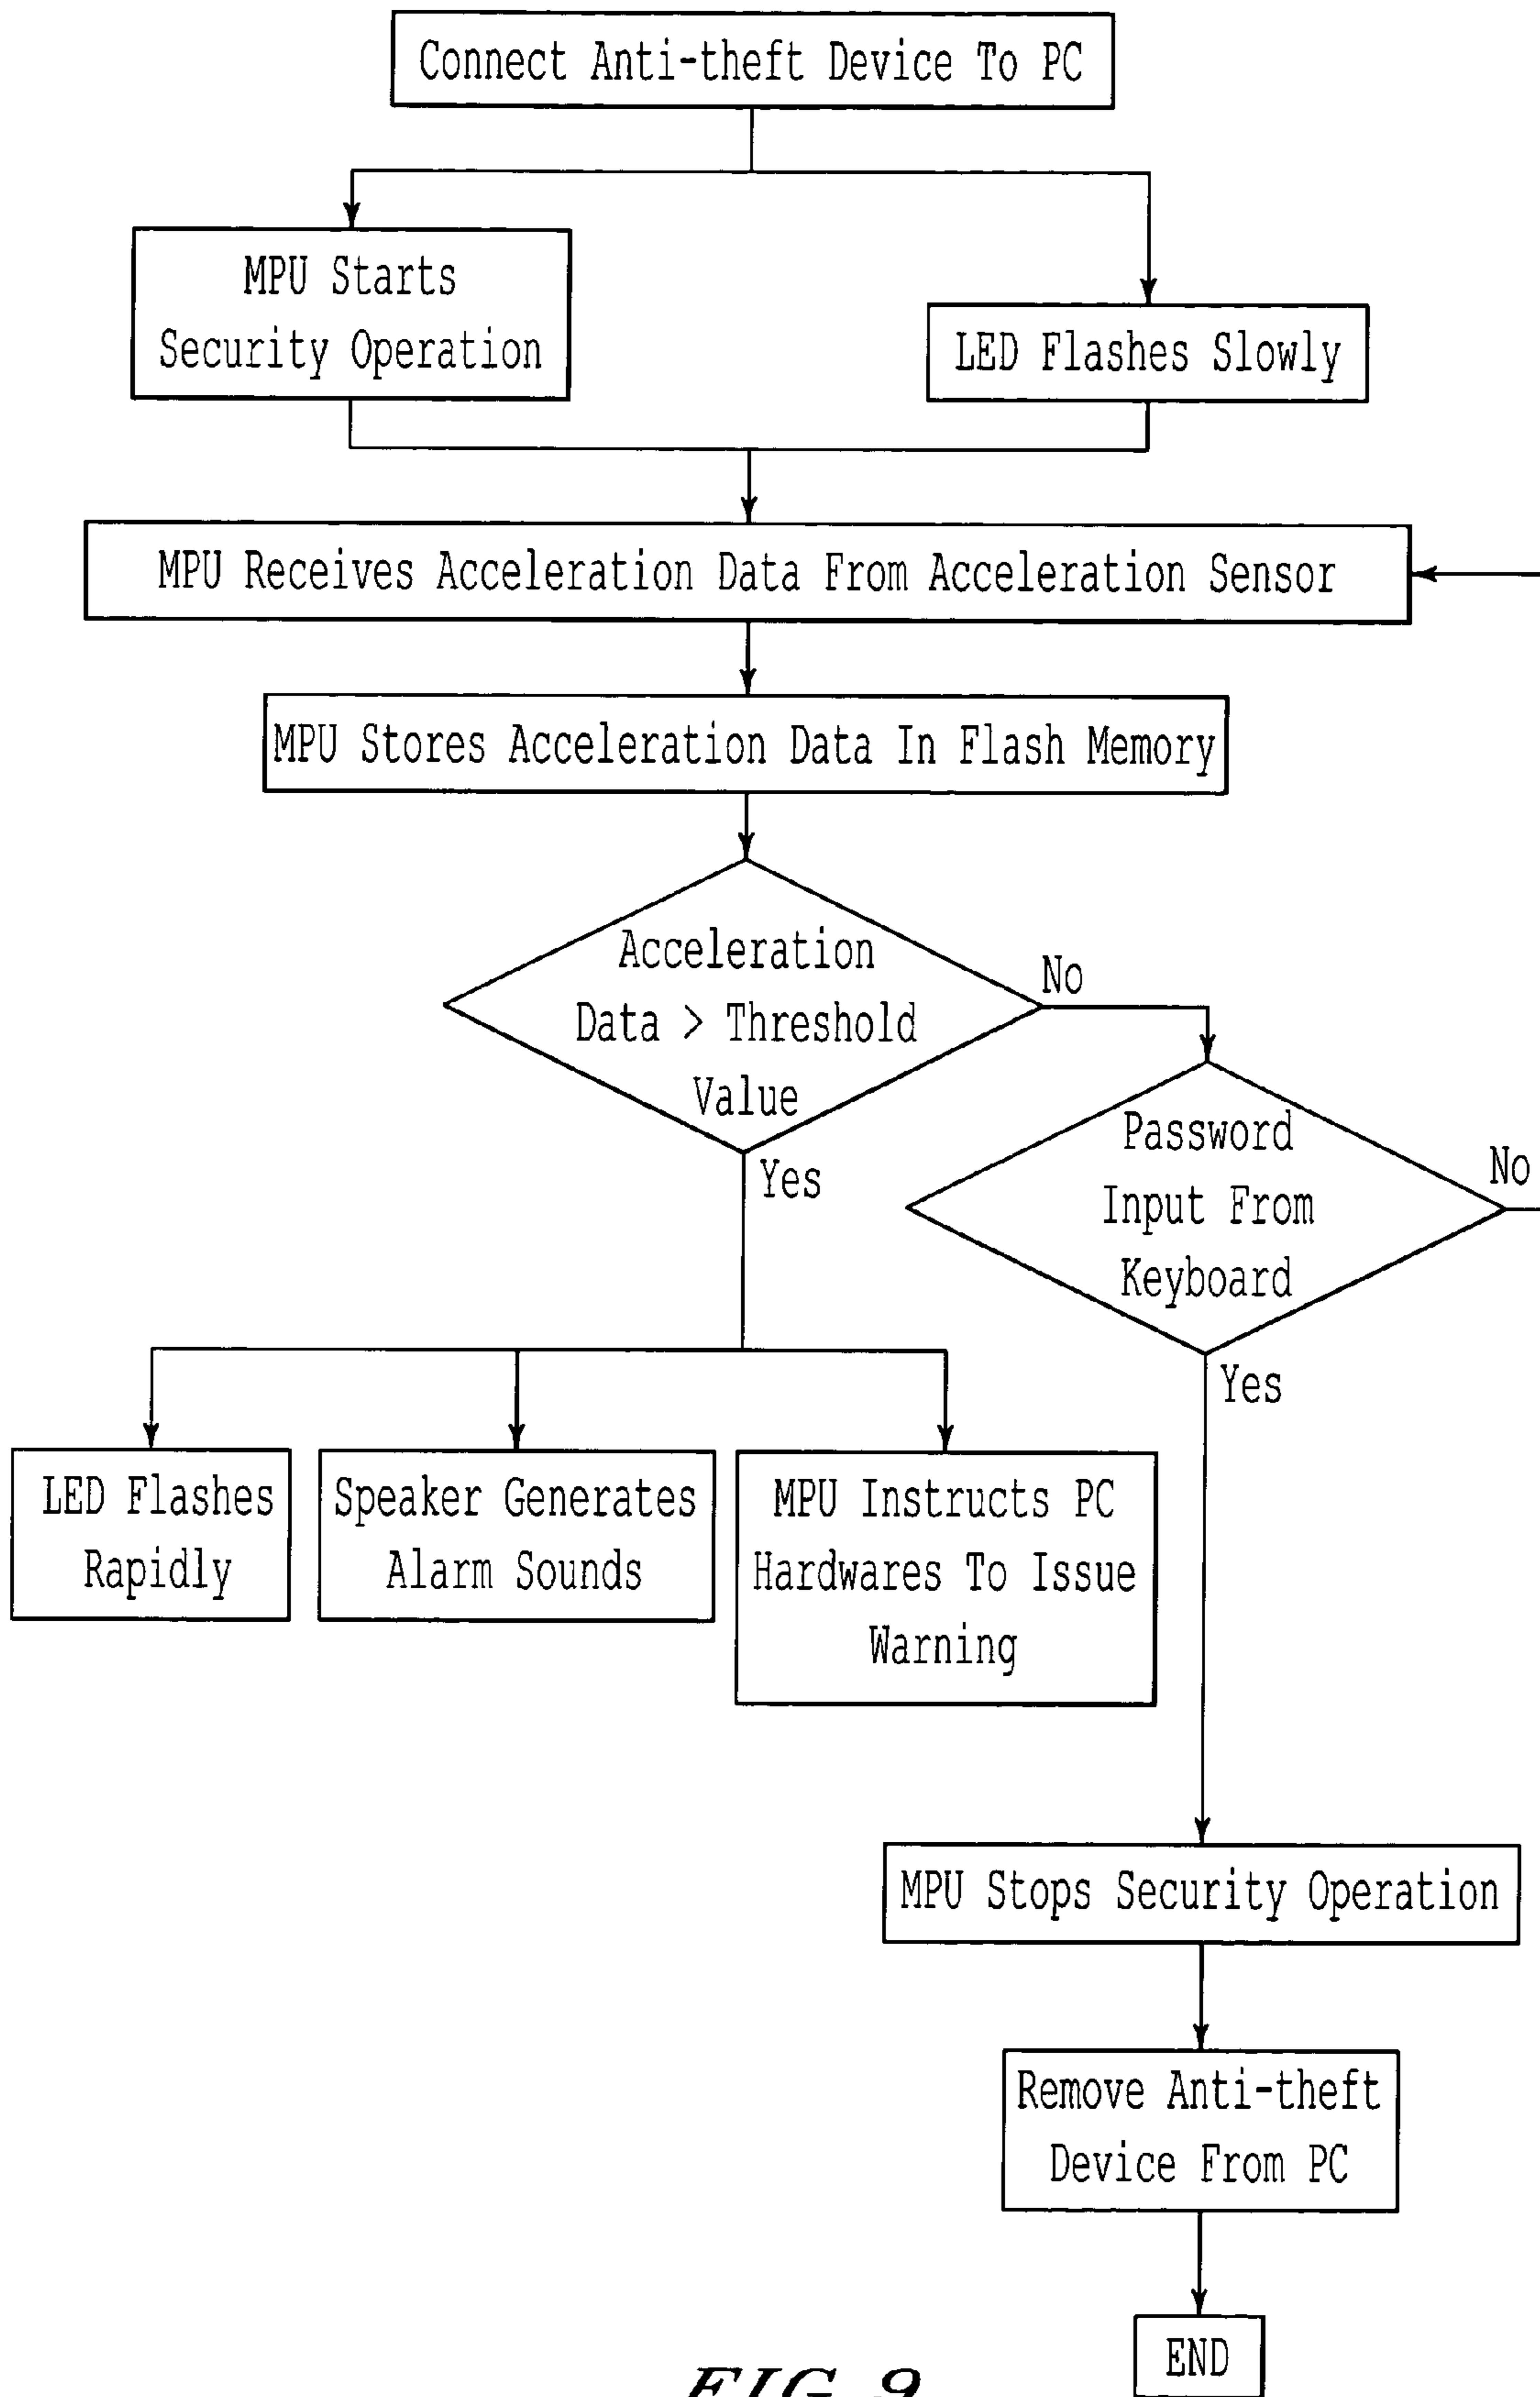 Connect Anti-theft Device To PC
MPU Starts
Security Operation
LED Flashes Slowly
MPU Receives Acceleration Data From Acceleration Sensor
MPU Stores Acceleration Data In Flash Memory
Acceleration
Data > Threshold
Value
No
Yes
Password
Input From
Keyboard
No
Yes
LED Flashes
Rapidly
Speaker Generates
Alarm Sounds
MPU Instructs PC
Hardwares To Issue
Warning
MPU Stops Security Operation
Remove Anti-theft
Device From PC
END
FIG. 9